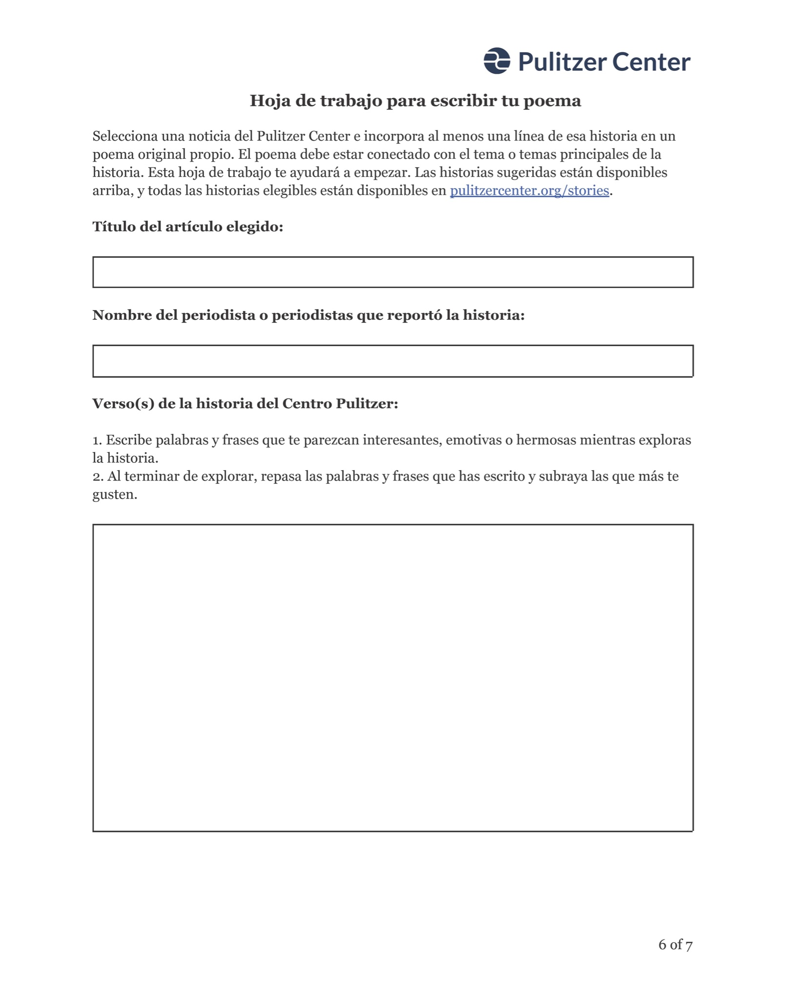 Pulitzer Center
Hoja de trabajo para escribir tu poema
Selecciona una noticia del Pulitzer Center e incorpora al menos una línea de esa historia en un
poema original propio. El poema debe estar conectado con el tema o temas principales de la
historia. Esta hoja de trabajo te ayudará a empezar. Las historias sugeridas están disponibles
arriba, y todas las historias elegibles están disponibles en pulitzercenter.org/stories.
Título del artículo elegido:
Nombre del periodista o periodistas que reportó la historia:
Verso(s) de la historia del Centro Pulitzer:
1. Escribe palabras y frases que te parezcan interesantes, emotivas o hermosas mientras exploras
la historia.
2. Al terminar de explorar, repasa las palabras y frases que has escrito y subraya las que más te
gusten.
6 of 7